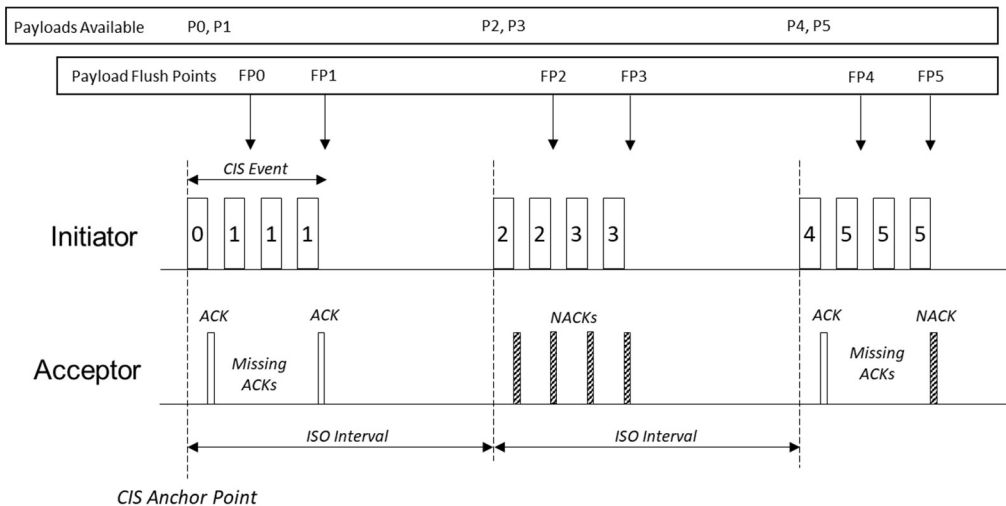 Payloads Available P0, P1 P2, P3 P4, P5
Payload Flush Points FP0 FP1 FP2 FP3 FP4 FP5
CIS Event
Initiator 0 1 1 1 2 2 3 3 4 5 5 5
ACK ACK NACKs ACK NACK
Acceptor Missing ACKs Missing ACKs
ISO Interval ISO Interval
CIS Anchor Point